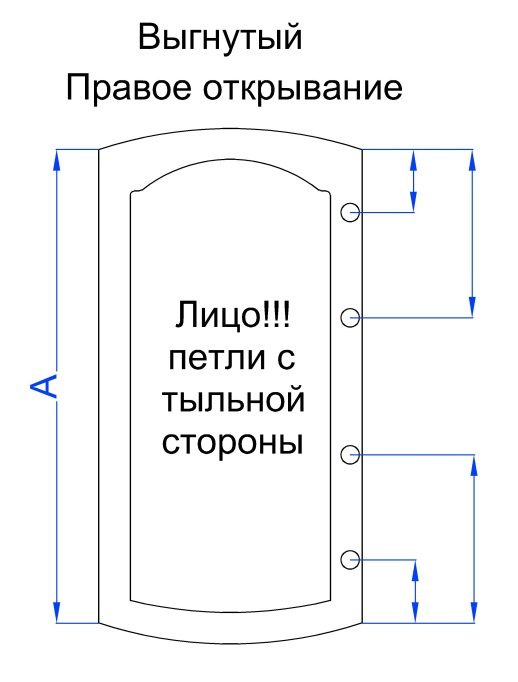 Выгнутый
Правое открывание
Лицо!!!
петли с
тыльной
стороны
A